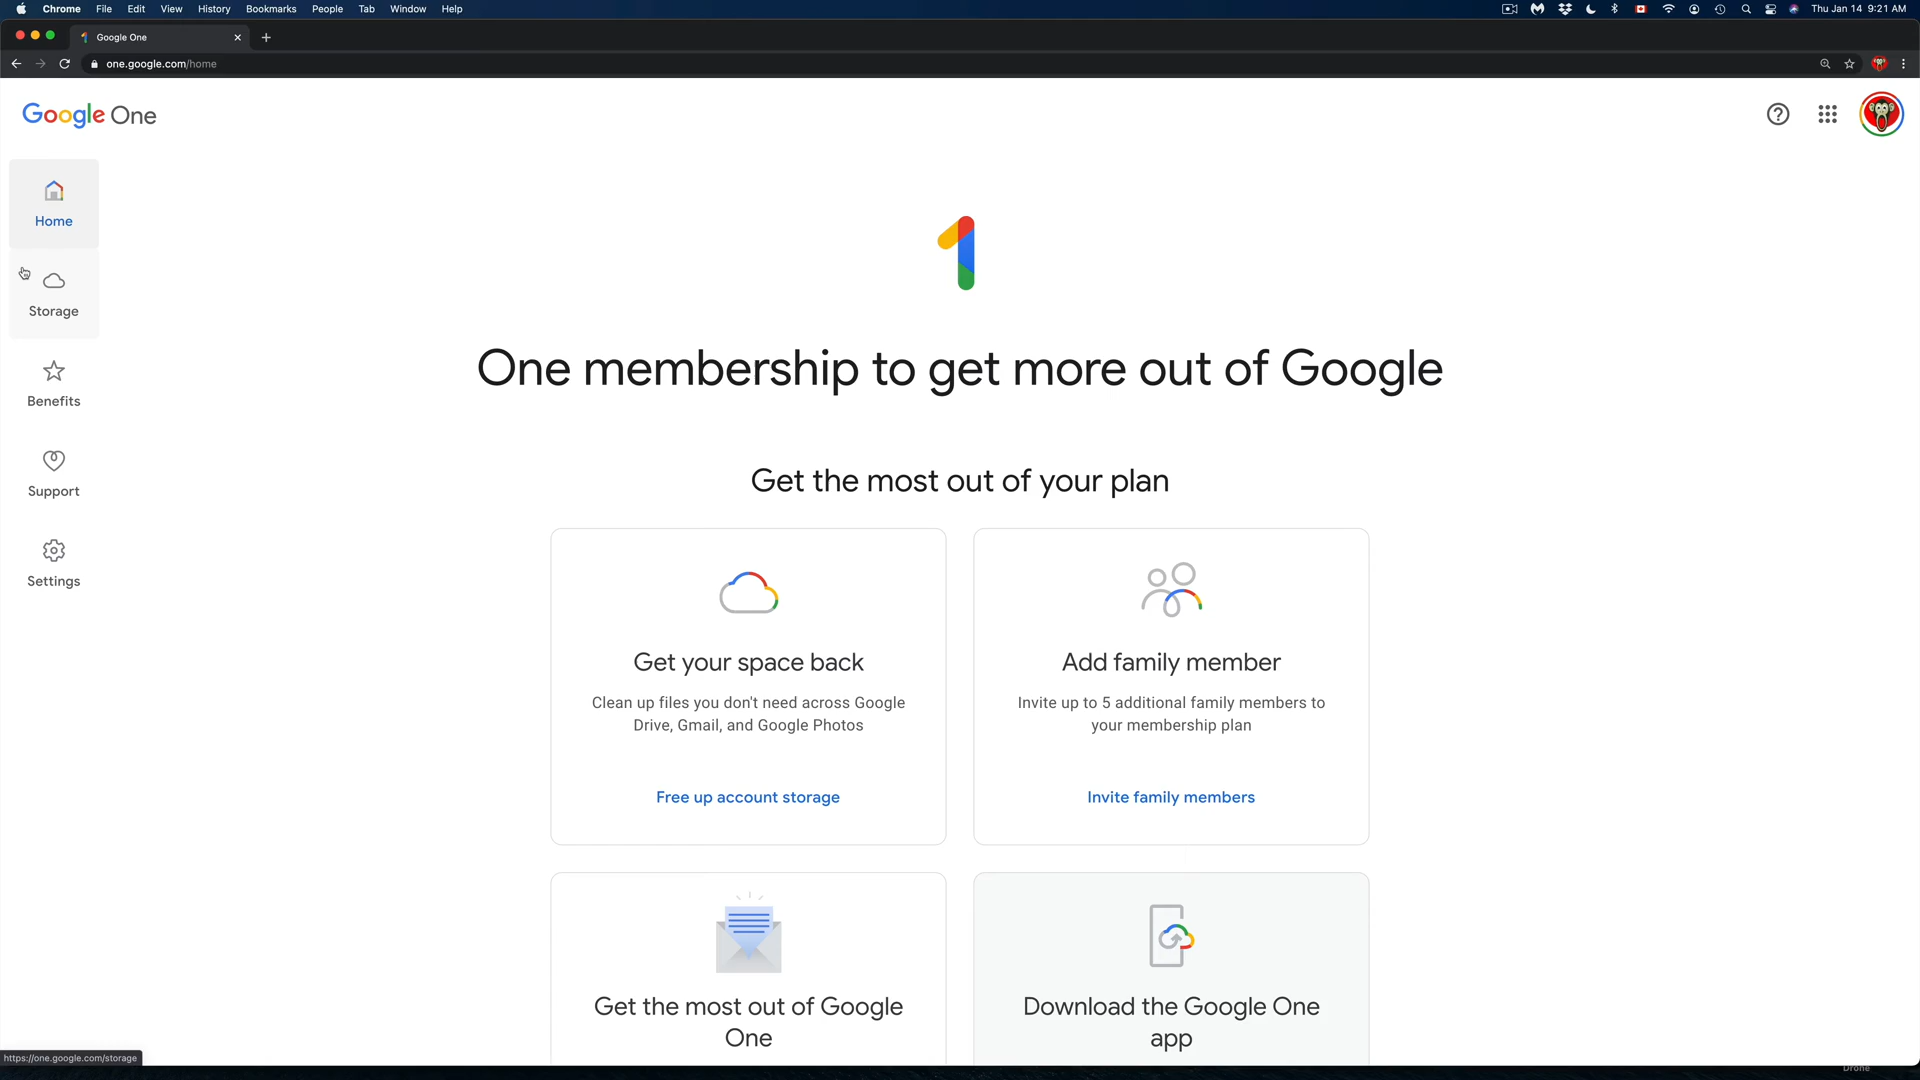 Chrome File Edit View History Bookmarks People Tab Window Help
Thu Jan 14 9:21 AM
Google One
one.google.com/home
Google One
Home
Storage
Benefits
Support
Settings
One membership to get more out of Google
Get the most out of your plan
Get your space back
Clean up files you don't need across Google
Drive, Gmail, and Google Photos
Free up account storage
Add family member
Invite up to 5 additional family members to
your membership plan
Invite family members
Get the most out of Google
One
Download the Google One
app
https://one.google.com/storage
Drone